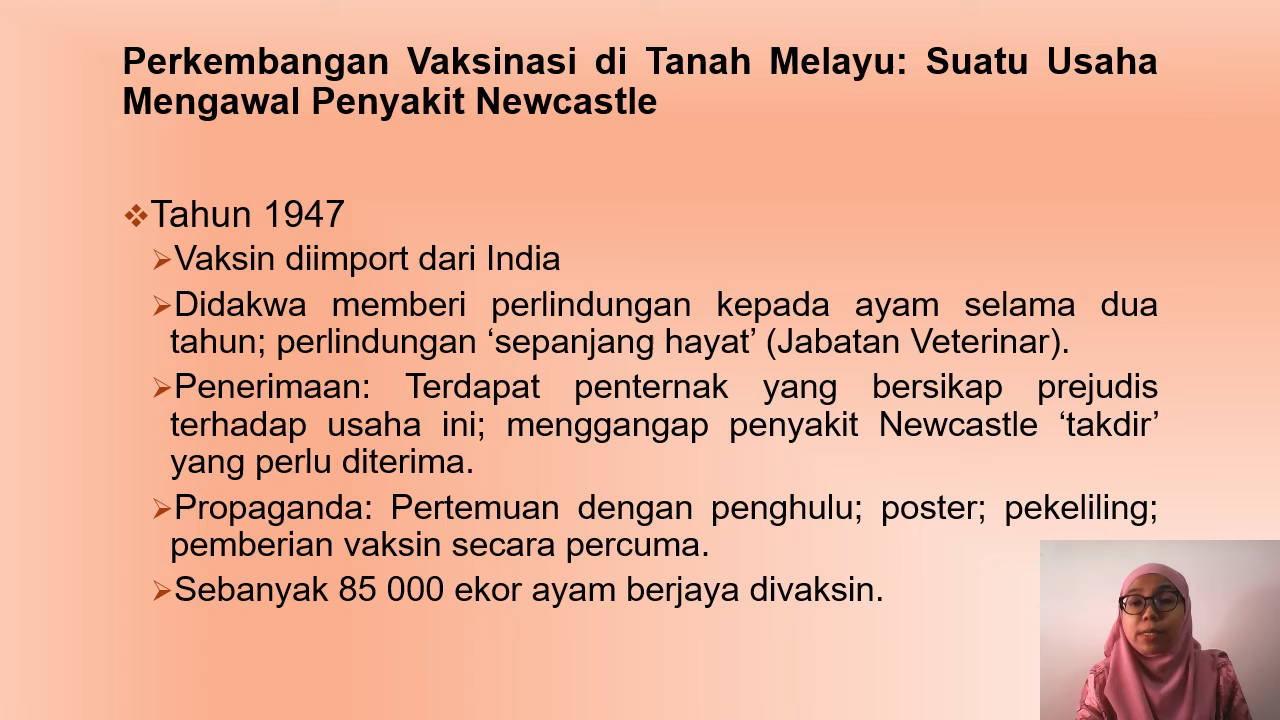 Perkembangan Vaksinasi di Tanah Melayu: Suatu Usaha
Mengawal Penyakit Newcastle
Tahun 1947
Vaksin diimport dari India
Didakwa memberi perlindungan kepada ayam selama dua
tahun; perlindungan ‘sepanjang hayat’ (Jabatan Veterinar).
Penerimaan: Terdapat penternak yang bersikap prejudis
terhadap usaha ini; menggangap penyakit Newcastle ‘takdir’
yang perlu diterima.
Propaganda: Pertemuan dengan penghulu; poster; pekeliling;
pemberian vaksin secara percuma.
Sebanyak 85 000 ekor ayam berjaya divaksin.